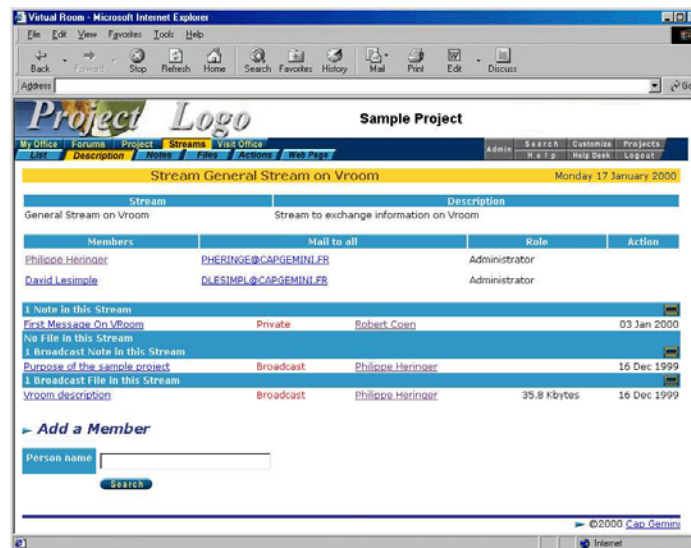 Virtual Room - Microsoft Internet Explorer
File Edit View Favorites Tools Help
Back Forward Stop Refresh Home Search Favorites History Mail Print Edit Discuss
Address Go
Project Logo Sample Project
My Office Forums Project Streams Visit Office
List Description Notes Files Actions Web Page
Admin Search Customize Projects
Help Help Desk Logout
Stream General Stream on Vroom Monday 17 January 2000
Stream Description
General Stream on Vroom Stream to exchange information on Vroom
Members Mail to all Role Action
Philippe Heringer PHERINGE@CAPGEMINI.FR Administrator
David Lesimple DLESIMPL@CAPGEMINI.FR Administrator
1 Note in this Stream
First Message On VRoom Private Robert Coen 03 Jan 2000
No File in this Stream
1 Broadcast Note in this Stream
Purpose of the sample project Broadcast Philippe Heringer 16 Dec 1999
1 Broadcast File in this Stream
Vroom description Broadcast Philippe Heringer 35.8 Kbytes 16 Dec 1999
Add a Member
Person name
Search
©2000 Cap Gemini
Internet